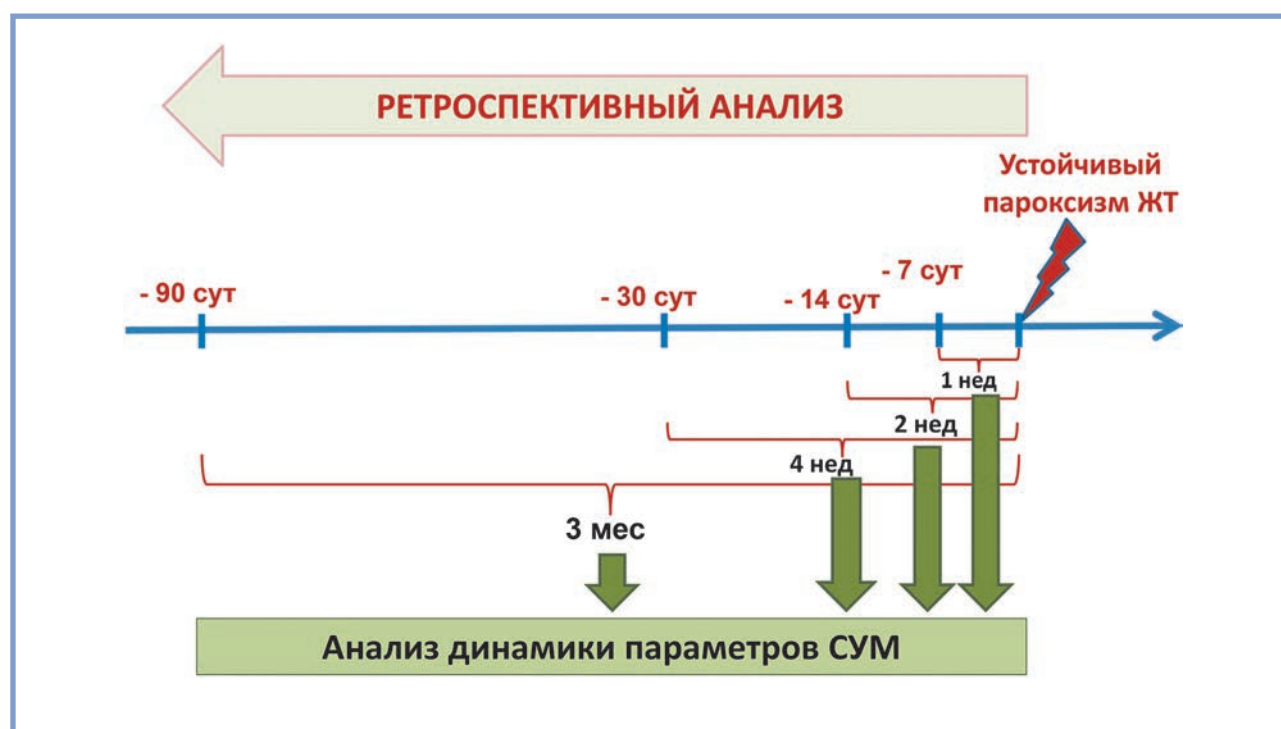 РЕТРОСПЕКТИВНЫЙ АНАЛИЗ
Устойчивый
пароксизм ЖТ
- 90 сут
- 30 сут
- 14 сут
- 7 сут
1 нед
2 нед
4 нед
3 мес
Анализ динамики параметров СУМ